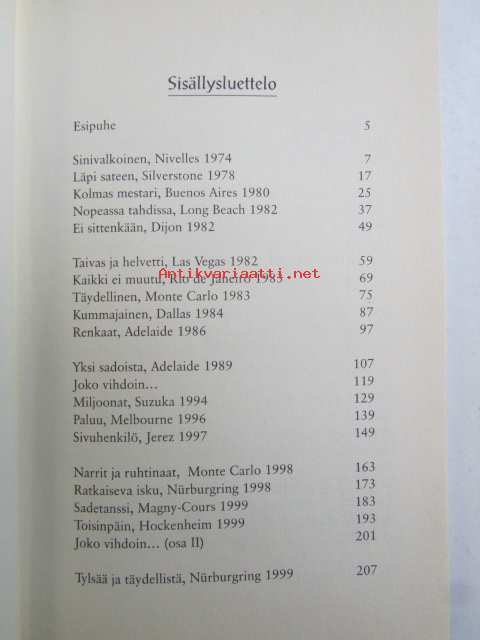 Sisällysluettelo
Esipuhe 5
Sinivalkoinen, Nivelles 1974 7
Läpi sateen, Silverstone 1978 17
Kolmas mestari, Buenos Aires 1980 25
Nopeassa tahdissa, Long Beach 1982 37
Ei sittenkään, Dijon 1982 49
Taivas ja helvetti, Las Vegas 1982 59
Antikvariaatti.net
Kaikki ei muutu, Rio de Janeiro 1983 69
Täydellinen, Monte Carlo 1983 75
Kummajainen, Dallas 1984 87
Renkaat, Adelaide 1986 97
Yksi sadoista, Adelaide 1989 107
Joko vihdoin... 119
Miljoonat, Suzuka 1994 129
Paluu, Melbourne 1996 139
Sivuhenkilö, Jerez 1997 149
Narrit ja ruhtinaat, Monte Carlo 1998 163
Ratkaiseva isku, Nürburgring 1998 173
Sadetanssi, Magny-Cours 1999 183
Toisinpäin, Hockenheim 1999 193
Joko vihdoin... (osa II) 201
Tylsää ja täydellistä, Nürburgring 1999 207